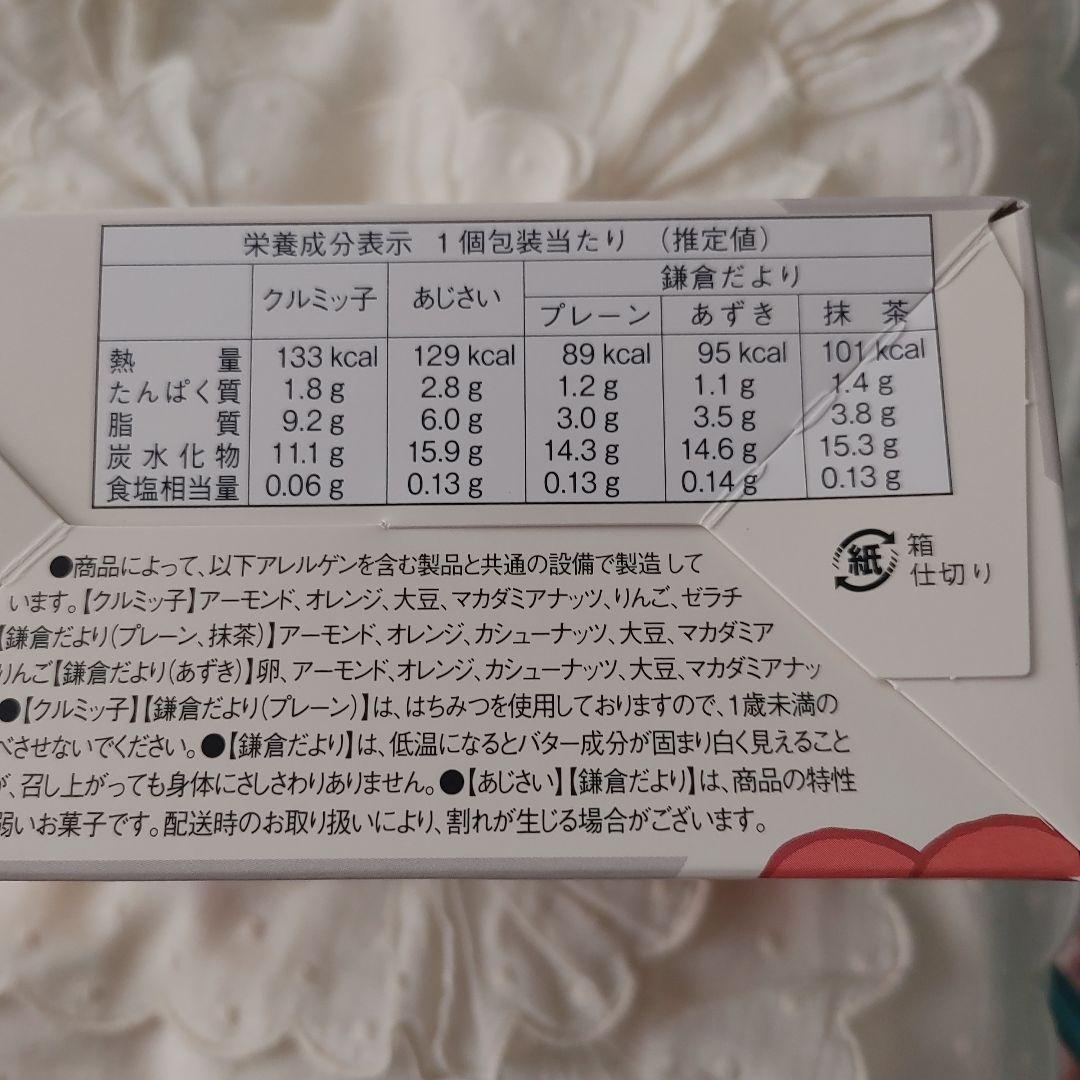 栄養成分表示 1個包装当たり (推定値)
クルミッ子 あじさい 鎌倉だより
プレーン あずき 抹茶
熱量 133 kcal 129 kcal 89 kcal 95 kcal 101 kcal
たんぱく質 1.8 g 2.8 g 1.2 g 1.1 g 1.4 g
脂質 9.2 g 6.0 g 3.0 g 3.5 g 3.8 g
炭水化物 11.1 g 15.9 g 14.3 g 14.6 g 15.3 g
食塩相当量 0.06 g 0.13 g 0.13 g 0.14 g 0.13 g
紙 箱
仕切り
●商品によって、以下アレルゲンを含む製品と共通の設備で製造して
います。【クルミッ子】アーモンド、オレンジ、大豆、マカダミアナッツ、りんご、ゼラチ
【鎌倉だより(プレーン、抹茶)】アーモンド、オレンジ、カシューナッツ、大豆、マカダミア
りんご【鎌倉だより(あずき)】卵、アーモンド、オレンジ、カシューナッツ、大豆、マカダミアナッ
●【クルミッ子】【鎌倉だより(プレーン)】は、はちみつを使用しておりますので、1歳未満の
べさせないでください。●【鎌倉だより】は、低温になるとバター成分が固まり白く見えること
が、召し上がっても身体にさしさわりありません。●【あじさい】【鎌倉だより】は、商品の特性
弱いお菓子です。配送時のお取り扱いにより、割れが生じる場合がございます。